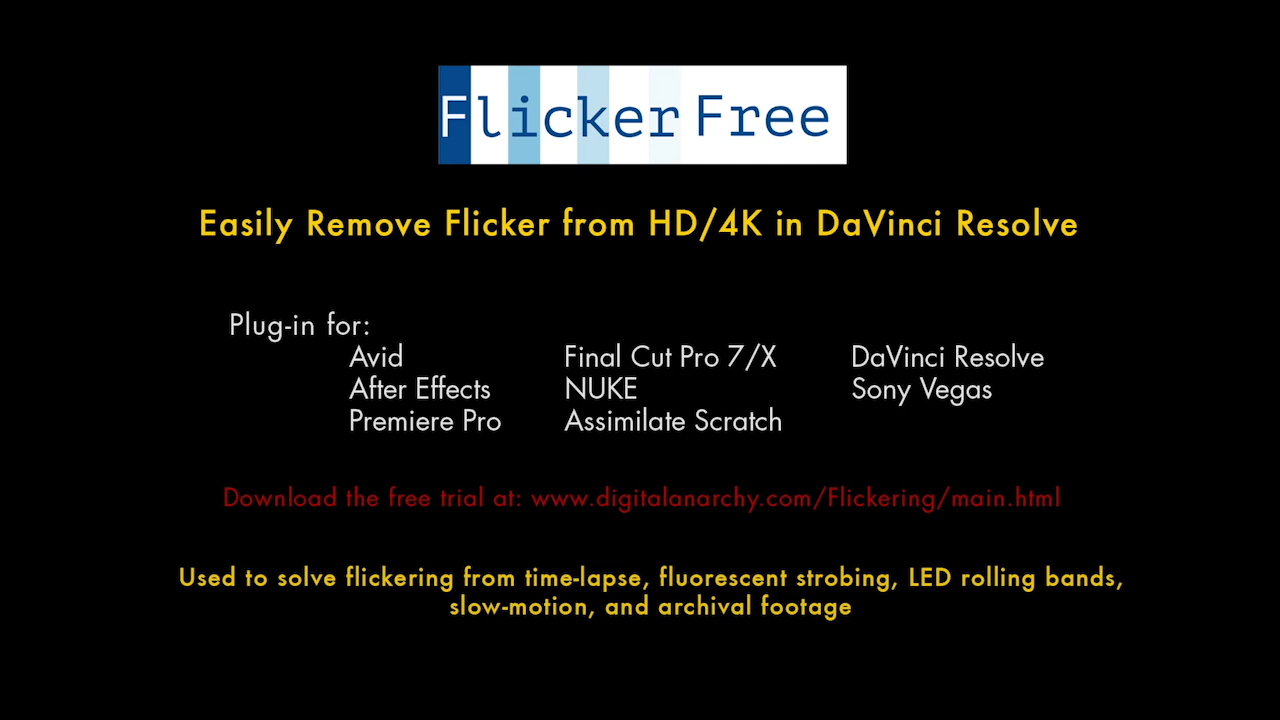 Flicker Free
Easily Remove Flicker from HD/4K in DaVinci Resolve
Plug-in for:
Avid Final Cut Pro 7/X DaVinci Resolve
After Effects NUKE Sony Vegas
Premiere Pro Assimilate Scratch
Download the free trial at: www.digitalanarchy.com/Flickering/main.html
Used to solve flickering from time-lapse, fluorescent strobing, LED rolling bands,
slow-motion, and archival footage